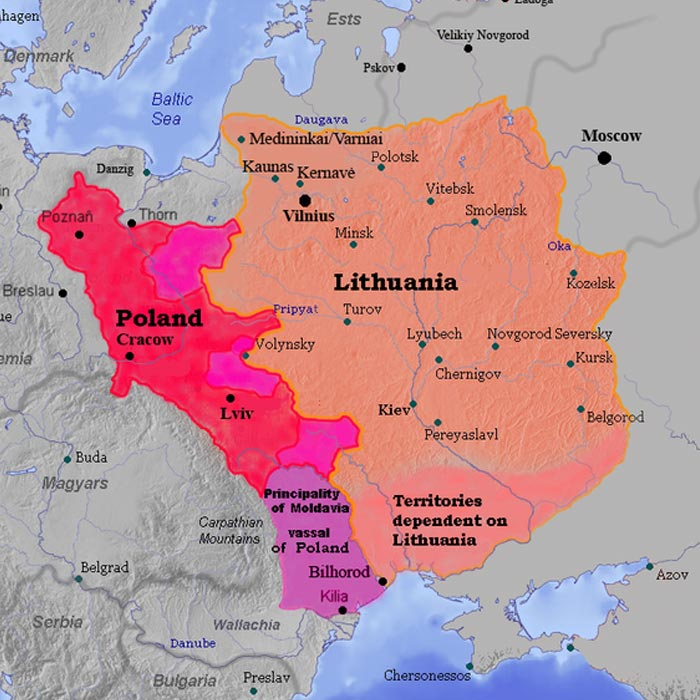 Ladoga
nhagen
Ests
Velikiy Novgorod
Denmark
Pskov
Baltic
Sea
Daugava
Medininkai/Varniai
Moscow
Danzig
Kaunas
Kernavė
Polotsk
Vitebsk
Poznań
Thorn
Vilnius
Smolensk
Minsk
Oka
Lithuania
Kozelsk
Breslau
Pripyat
Turov
Poland
Cracow
Volynsky
Lyubech
Novgorod Seversky
Kursk
Chernigov
Lviv
Kiev
Belgorod
Pereyaslavl
Buda
Magyars
Principality
of Moldavia
vassal
of Poland
Territories
dependent on
Lithuania
Carpathian
Mountains
Belgrad
Bilhorod
Azov
Kilia
Serbia
Wallachia
Danube
Bulgaria
Preslav
Chersonessos